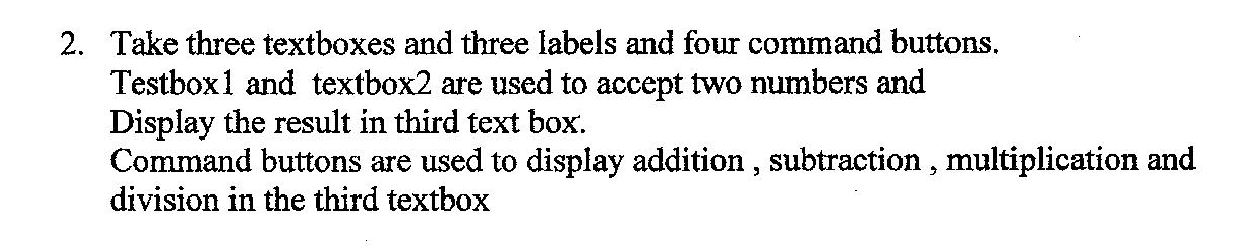 2. Take three textboxes and three labels and four command buttons.
Testbox1 and textbox2 are used to accept two numbers and
Display the result in third text box.
Command buttons are used to display addition , subtraction , multiplication and
division in the third textbox